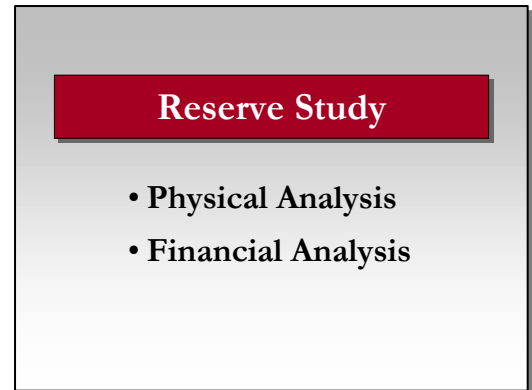 Reserve Study
• Physical Analysis
• Financial Analysis